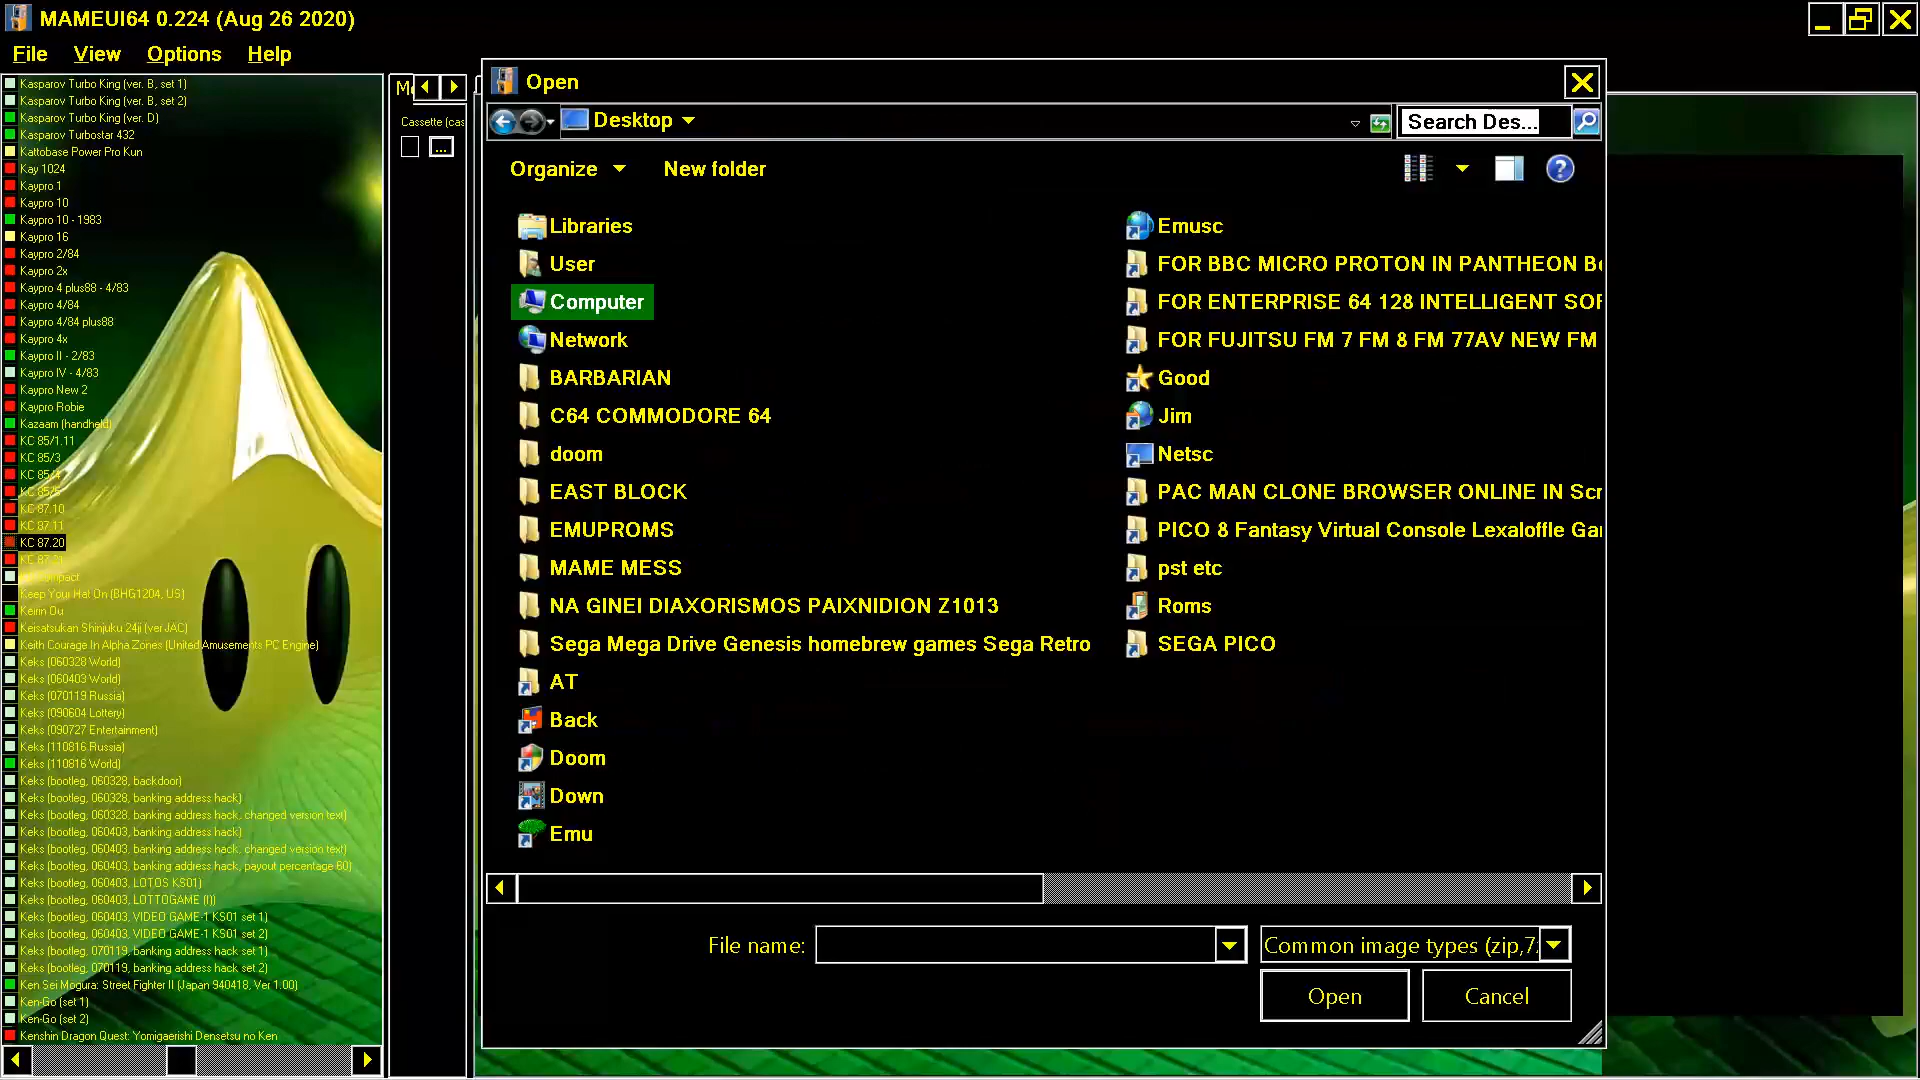 MAMEUI64 0.224 (Aug 26 2020)
File View Options Help
Kasparov Turbo King (ver. B, set 1)
Kasparov Turbo King (ver. B, set 2)
Kasparov Turbo King (ver. D)
Kasparov Turbostar 432
Kattobase Power Pro Kun
Kay 1024
Kaypro 1
Kaypro 10
Kaypro 10 - 1983
Kaypro 16
Kaypro 2/84
Kaypro 2x
Kaypro 4 plus88 - 4/83
Kaypro 4/84
Kaypro 4/84 plus88
Kaypro 4x
Kaypro II - 2/83
Kaypro IV - 4/83
Kaypro New 2
Kaypro Robie
Kazaam (handheld)
KC 85/1.11
KC 85/3
KC 85/4
KC 85/5
KC 87.10
KC 87.11
KC 87.20
KC 87.21
Keep Your Hat On (BHG1204, US)
Keirin Ou
Keisatsukan Shinjuku 24ji (ver JAC)
Keith Courage In Alpha Zones (United Amusements PC Engine)
Keks (060328 World)
Keks (060403 World)
Keks (070119 Russia)
Keks (090604 Lottery)
Keks (090727 Entertainment)
Keks (110816 Russia)
Keks (110816 World)
Keks (bootleg, 060328, backdoor)
Keks (bootleg, 060328, banking address hack)
Keks (bootleg, 060328, banking address hack, changed version text)
Keks (bootleg, 060403, banking address hack)
Keks (bootleg, 060403, banking address hack, changed version text)
Keks (bootleg, 060403, banking address hack, payout percentage 60)
Keks (bootleg, 060403, LOTOS KS01)
Keks (bootleg, 060403, LOTTOGAME (I))
Keks (bootleg, 060403, VIDEO GAME-1 KS01 set 1)
Keks (bootleg, 060403, VIDEO GAME-1 KS01 set 2)
Keks (bootleg, 070119, banking address hack set 1)
Keks (bootleg, 070119, banking address hack set 2)
Ken Sei Mogura: Street Fighter II (Japan 940418, Ver 1.00)
Ken-Go (set 1)
Ken-Go (set 2)
Kenshin Dragon Quest: Yomigaerishi Densetsu no Ken
Cassette (cas
...
Open
Desktop
Search Des...
Organize New folder
Libraries
User
Computer
Network
BARBARIAN
C64 COMMODORE 64
doom
EAST BLOCK
EMUPROMS
MAME MESS
NA GINEI DIAXORISMOS PAIXNIDION Z1013
Sega Mega Drive Genesis homebrew games Sega Retro
AT
Back
Doom
Down
Emu
Emusc
FOR BBC MICRO PROTON IN PANTHEON Be
FOR ENTERPRISE 64 128 INTELLIGENT SOF
FOR FUJITSU FM 7 FM 8 FM 77AV NEW FM
Good
Jim
Netsc
PAC MAN CLONE BROWSER ONLINE IN Scr
PICO 8 Fantasy Virtual Console Lexaloffle Gar
pst etc
Roms
SEGA PICO
File name:
Common image types (zip,7
Open
Cancel